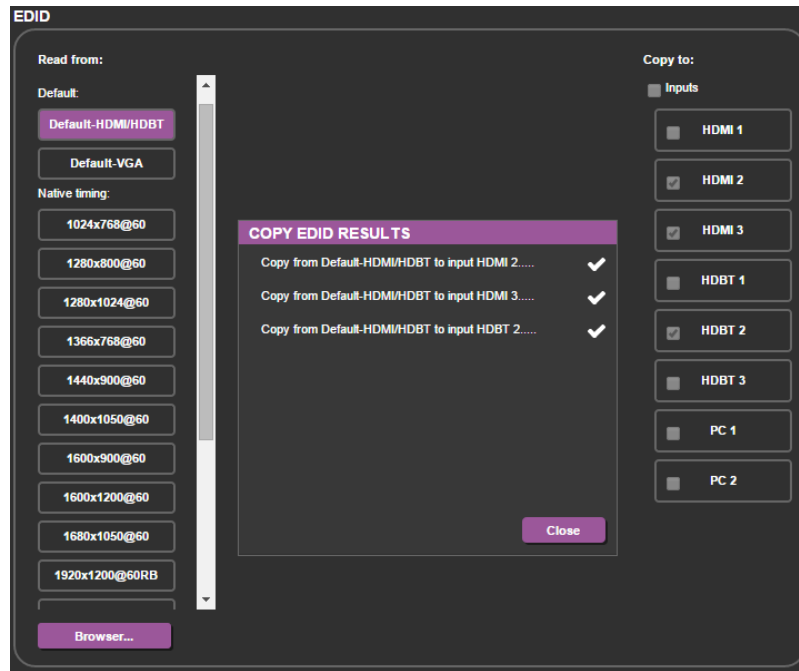 EDID
Read from:
Default:
Default-HDMI/HDBT
Default-VGA
Native timing:
1024x768@60
1280x800@60
1280x1024@60
1366x768@60
1440x900@60
1400x1050@60
1600x900@60
1600x1200@60
1680x1050@60
1920x1200@60RB
Browser...
COPY EDID RESULTS
Copy from Default-HDMI/HDBT to input HDMI 2.....
Copy from Default-HDMI/HDBT to input HDMI 3.....
Copy from Default-HDMI/HDBT to input HDBT 2.....
Close
Copy to:
Inputs
HDMI 1
HDMI 2
HDMI 3
HDBT 1
HDBT 2
HDBT 3
PC 1
PC 2